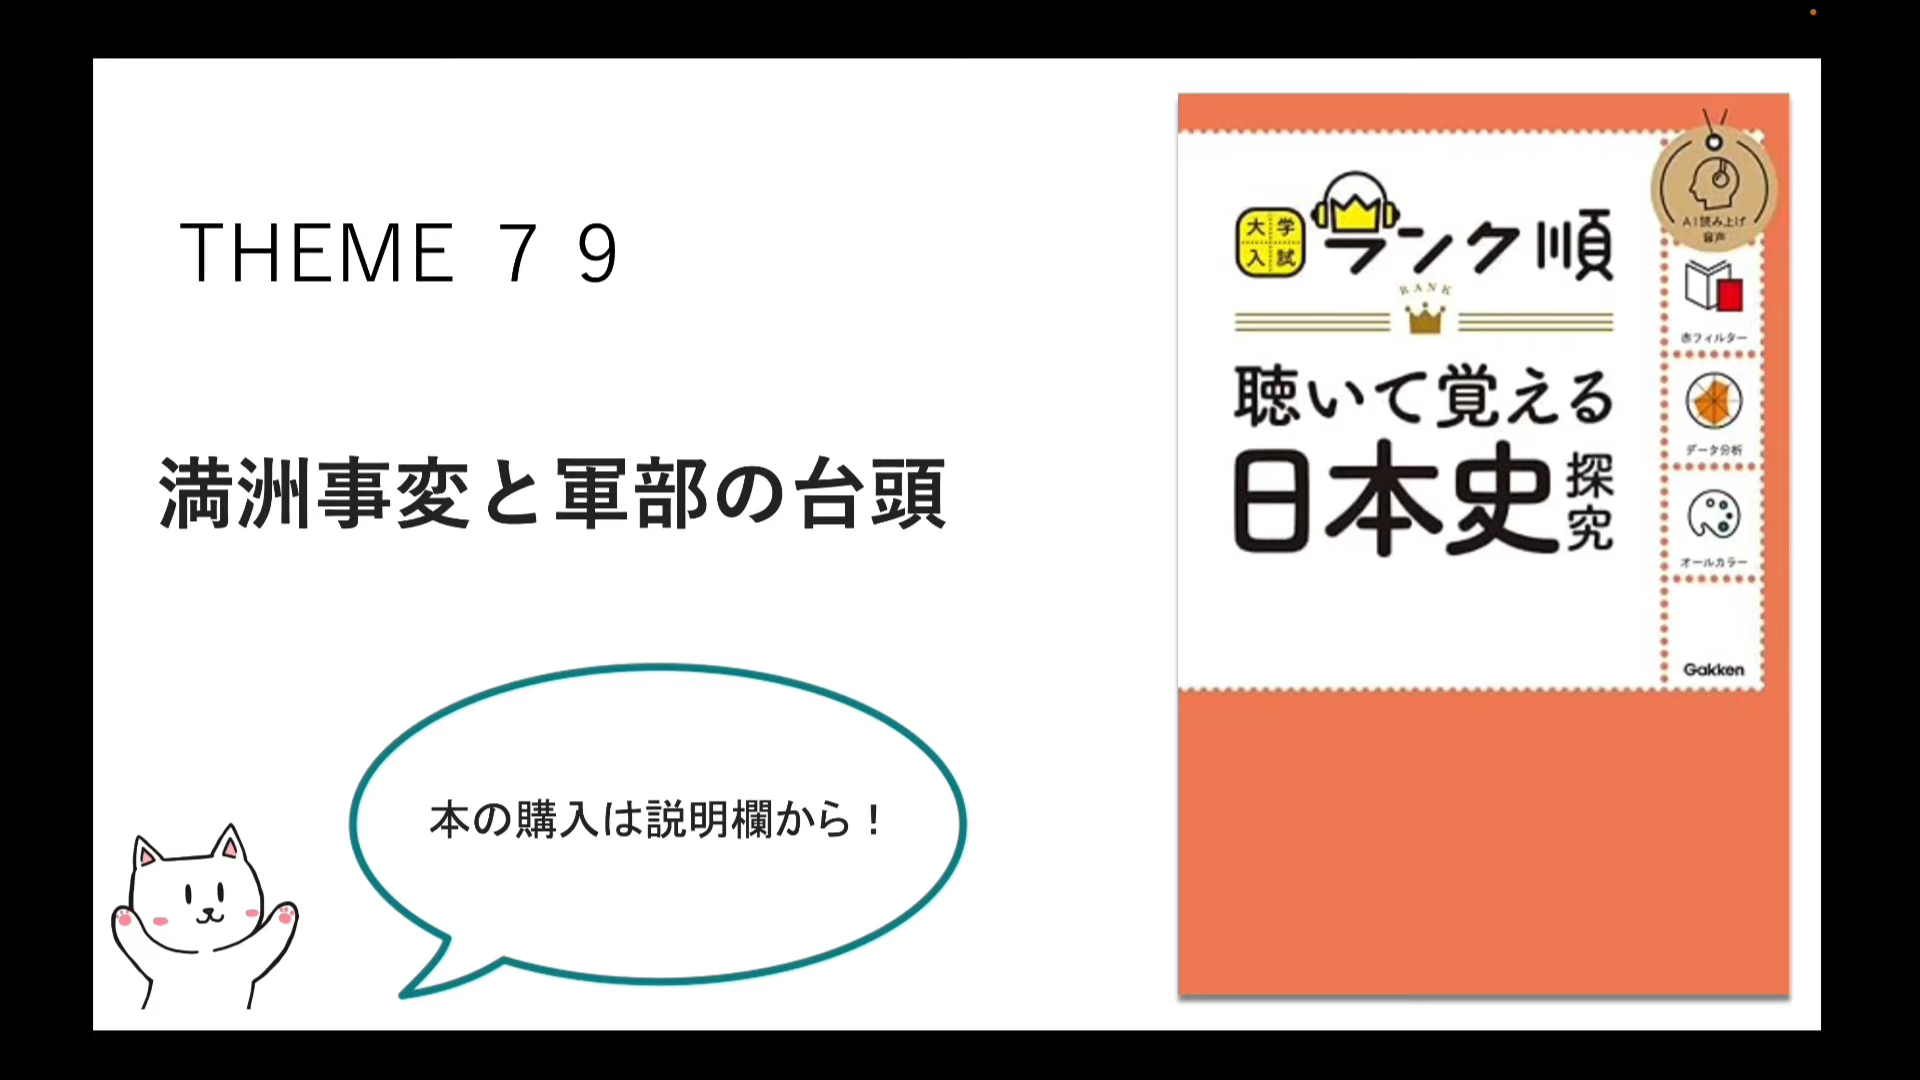 THEME ７９
満洲事変と軍部の台頭
本の購入は説明欄から！
大学
入試
ランク順
RANK
聴いて覚える
日本史
探究
AI読み上げ
音声
赤フィルター
データ分析
オールカラー
Gakken